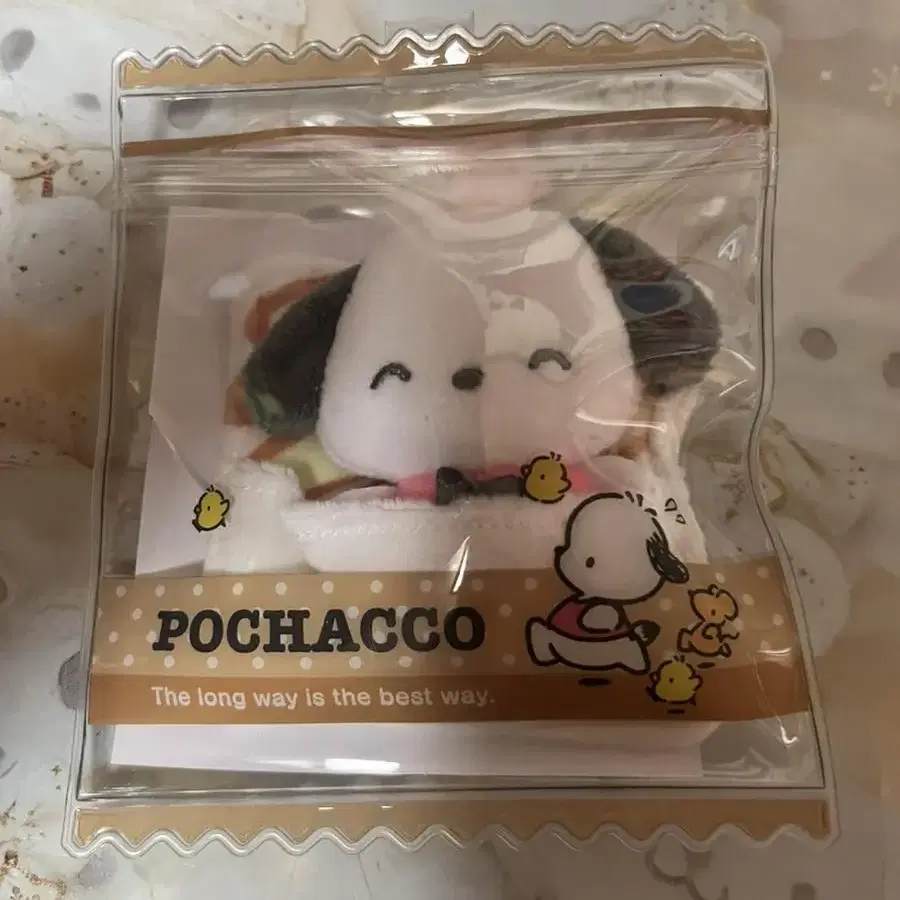 POCHACCO
The long way is the best way.